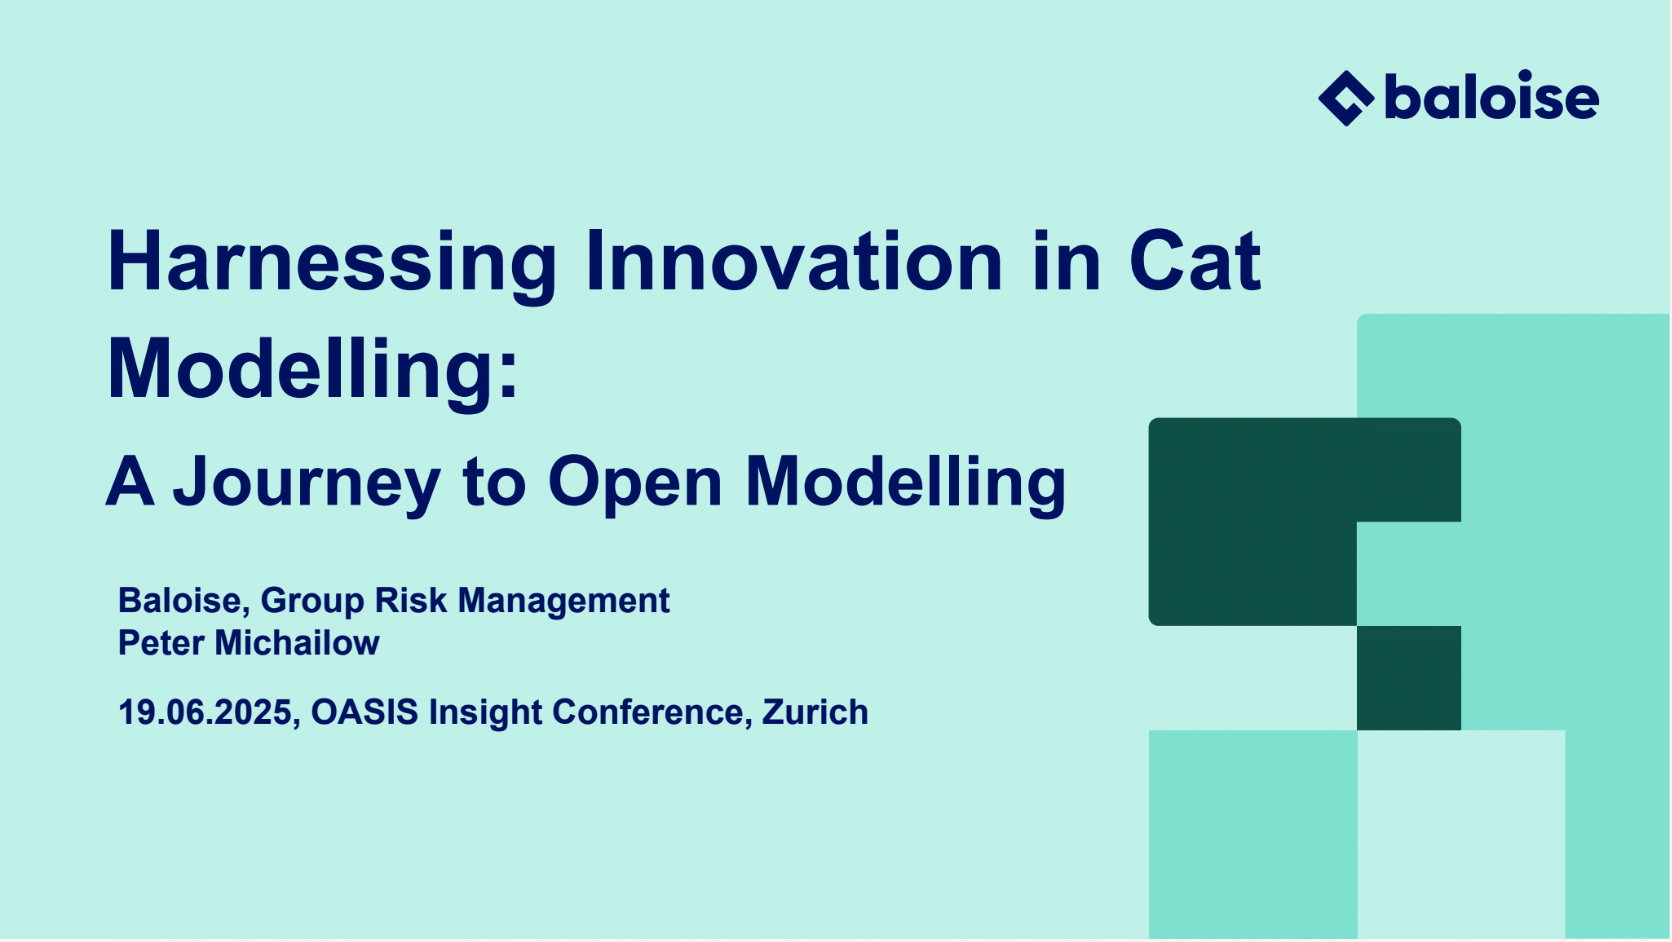 baloise
Harnessing Innovation in Cat
Modelling:
A Journey to Open Modelling
Baloise, Group Risk Management
Peter Michailow
19.06.2025, OASIS Insight Conference, Zurich